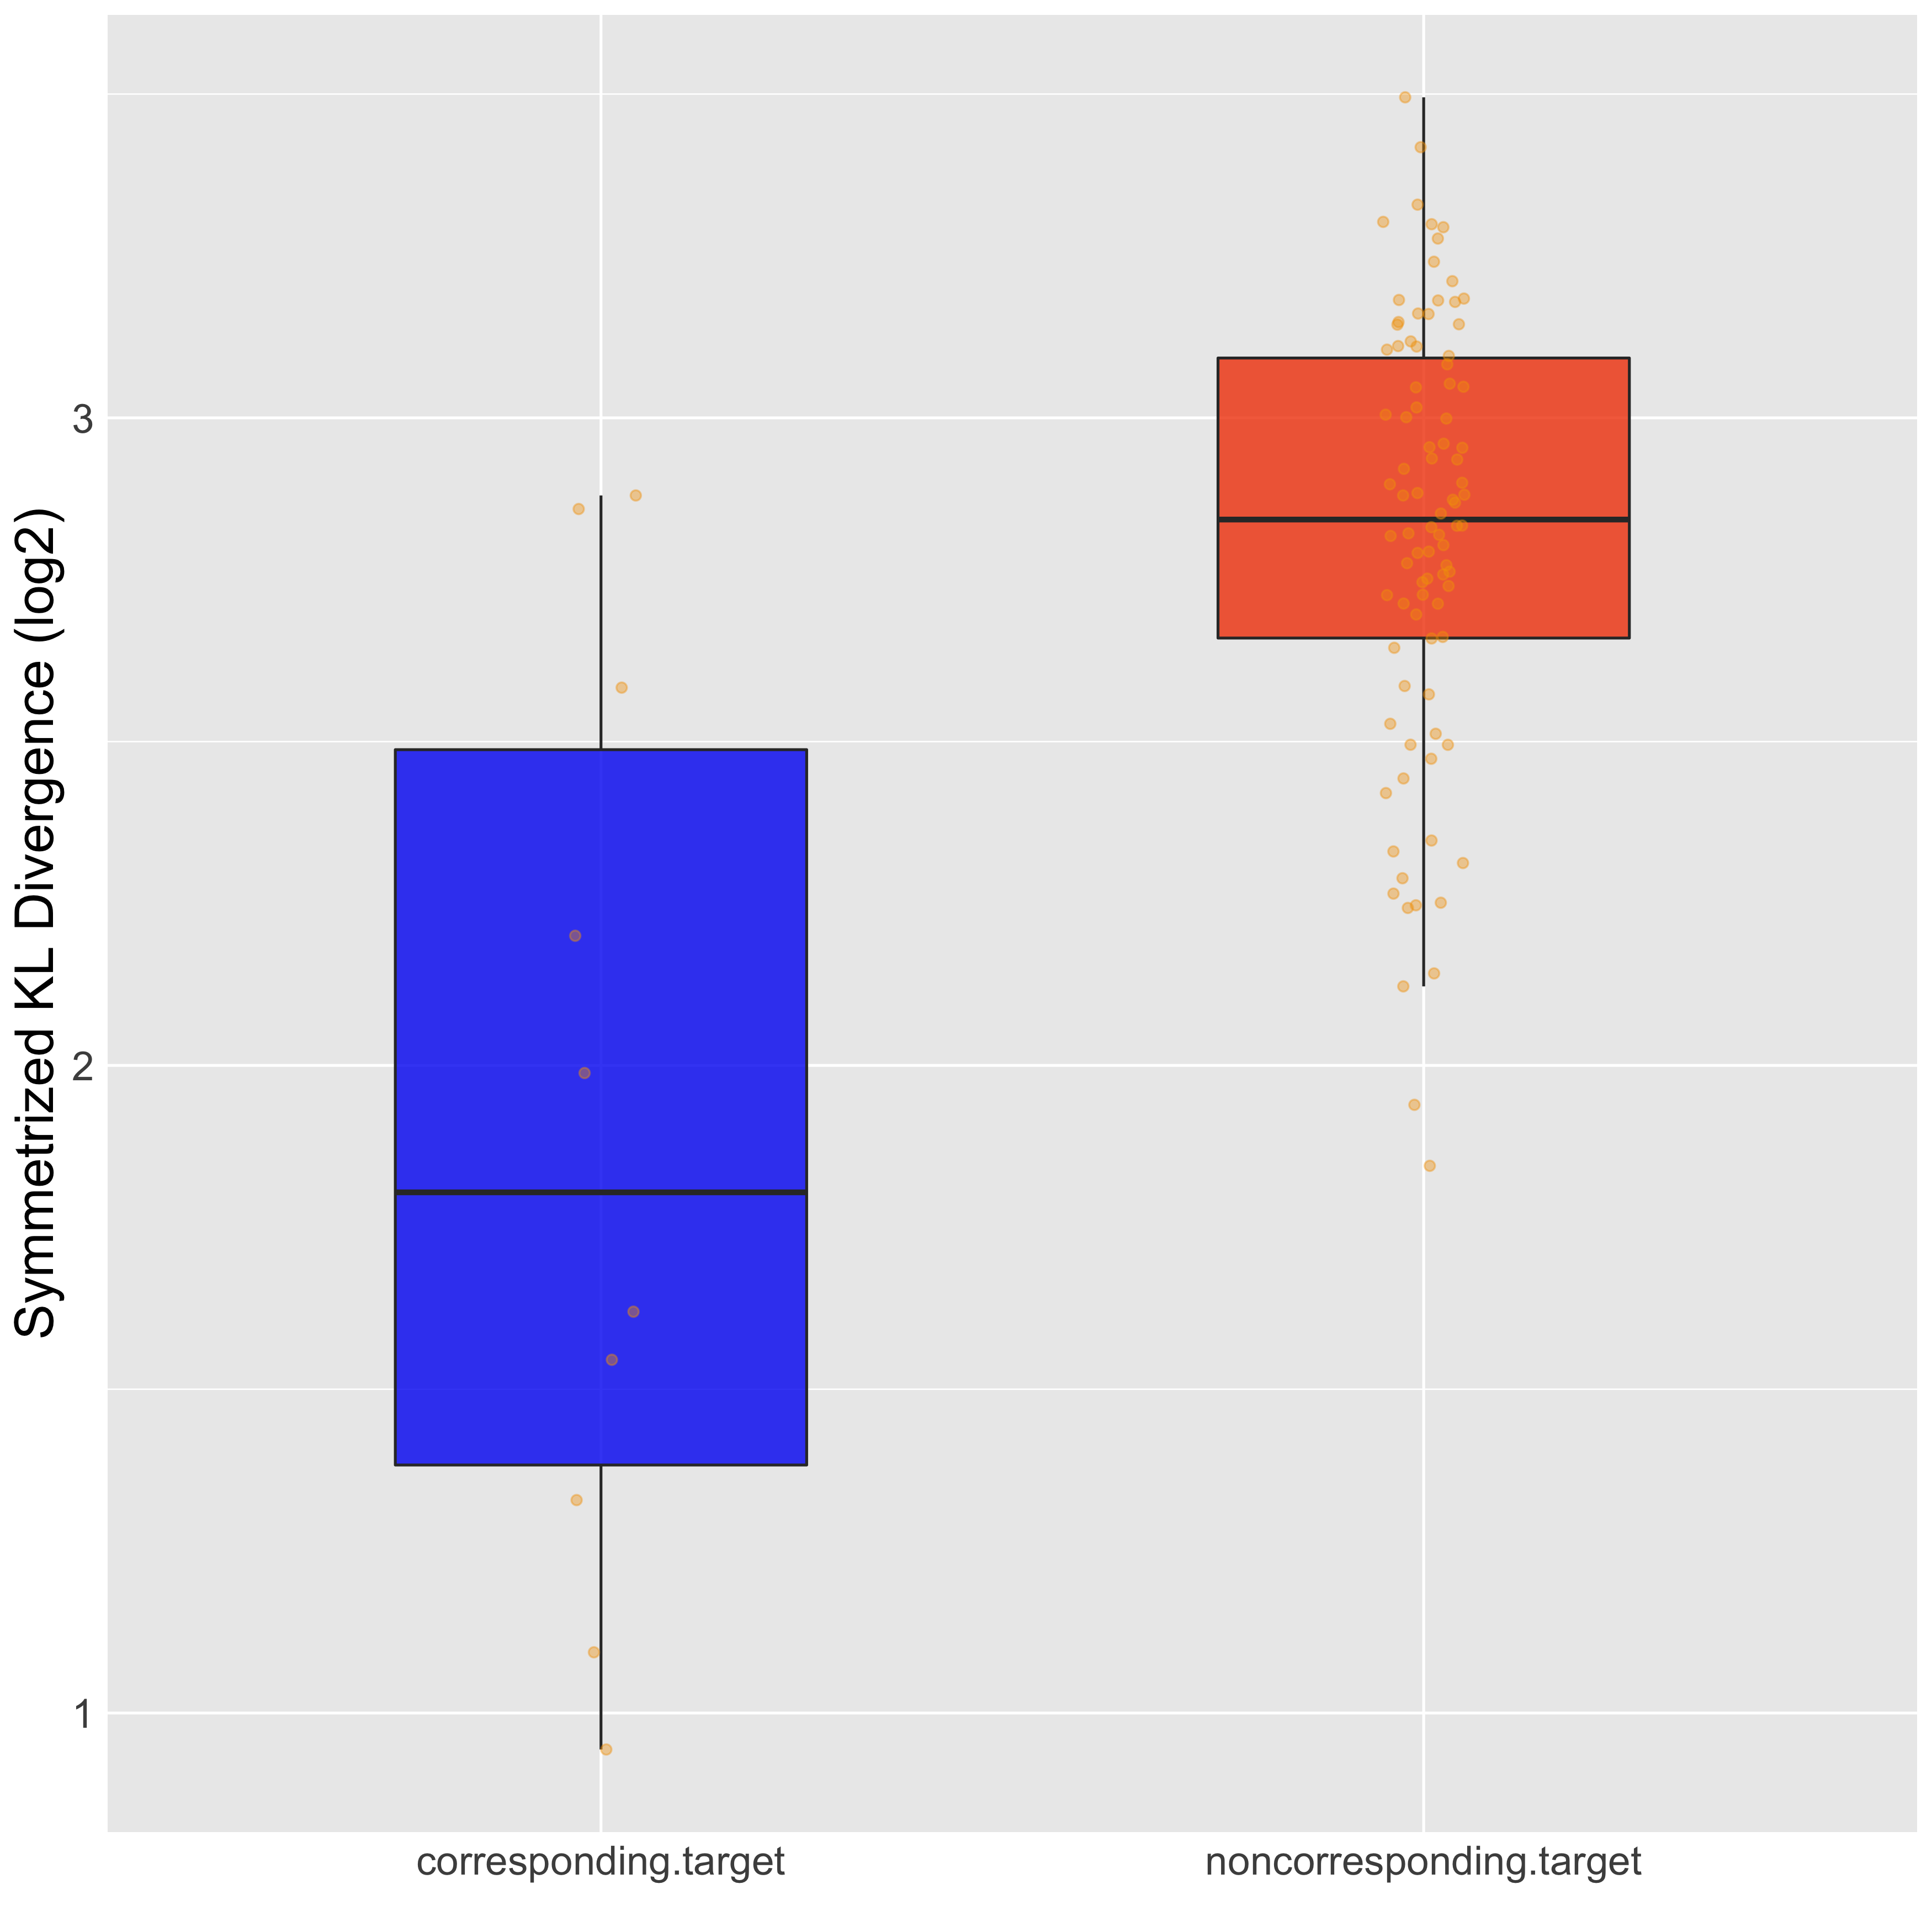 Symmetrized KL Divergence (log2)
3
2
1
corresponding.target
noncorresponding.target